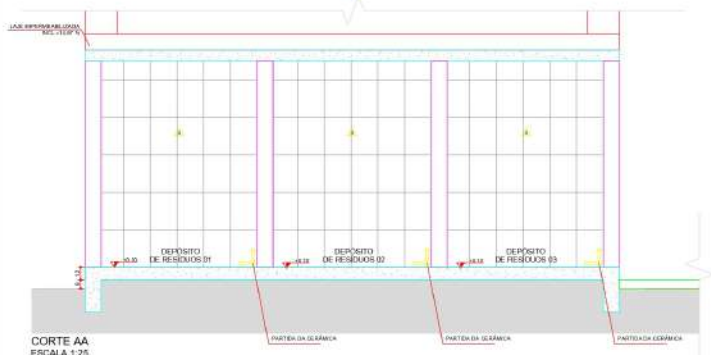 LAJE IMPERMEABILIZADA
DEPÓSITO
DE RESÍDUOS 01
DEPÓSITO
DE RESÍDUOS 02
DEPÓSITO
DE RESÍDUOS 03
PARTIDA DA CERÂMICA
PARTIDA DA CERÂMICA
PARTIDA DA CERÂMICA
CORTE AA
ESCALA 1:25